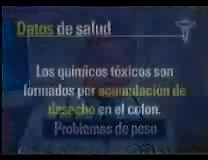 Datos de salud
Los químicos tóxicos son
formados por acumulación de
desecho en el colon.
Problemas de peso